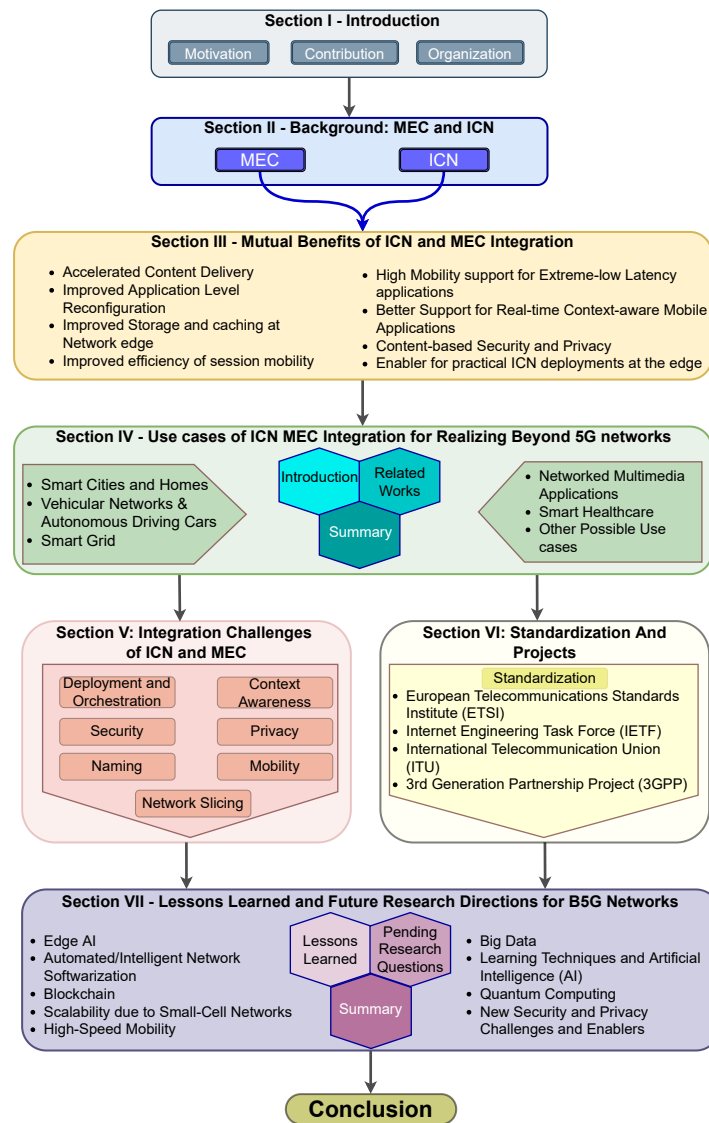 Section I - Introduction
Motivation
Contribution
Organization
Section II - Background: MEC and ICN
MEC
ICN
Section III - Mutual Benefits of ICN and MEC Integration
• Accelerated Content Delivery
• Improved Application Level
Reconfiguration
• Improved Storage and caching at
Network edge
• Improved efficiency of session mobility
• High Mobility support for Extreme-low Latency
applications
• Better Support for Real-time Context-aware Mobile
Applications
• Content-based Security and Privacy
• Enabler for practical ICN deployments at the edge
Section IV - Use cases of ICN MEC Integration for Realizing Beyond 5G networks
• Smart Cities and Homes
• Vehicular Networks &
Autonomous Driving Cars
• Smart Grid
Introduction
Related
Works
Summary
• Networked Multimedia
Applications
• Smart Healthcare
• Other Possible Use
cases
Section V: Integration Challenges
of ICN and MEC
Deployment and
Orchestration
Context
Awareness
Security
Privacy
Naming
Mobility
Network Slicing
Section VI: Standardization And
Projects
Standardization
• European Telecommunications Standards
Institute (ETSI)
• Internet Engineering Task Force (IETF)
• International Telecommunication Union
(ITU)
• 3rd Generation Partnership Project (3GPP)
Section VII - Lessons Learned and Future Research Directions for B5G Networks
• Edge AI
• Automated/Intelligent Network
Softwarization
• Blockchain
• Scalability due to Small-Cell Networks
• High-Speed Mobility
Lessons
Learned
Pending
Research
Questions
Summary
• Big Data
• Learning Techniques and Artificial
Intelligence (AI)
• Quantum Computing
• New Security and Privacy
Challenges and Enablers
Conclusion